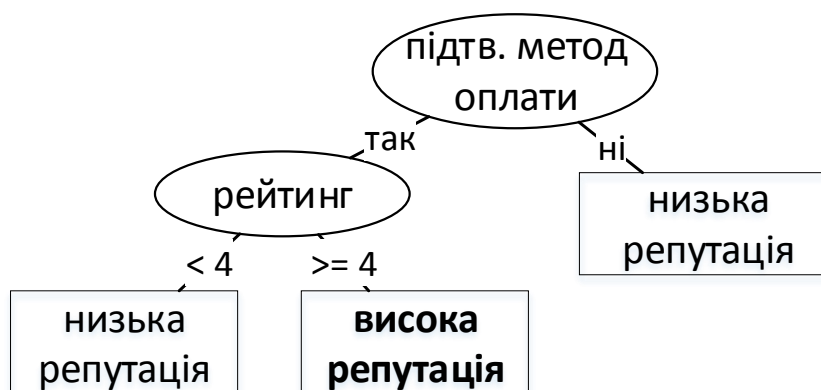 підтв. метод
оплати
так
ні
рейтинг
низька
репутація
< 4
>= 4
низька
репутація
висока
репутація